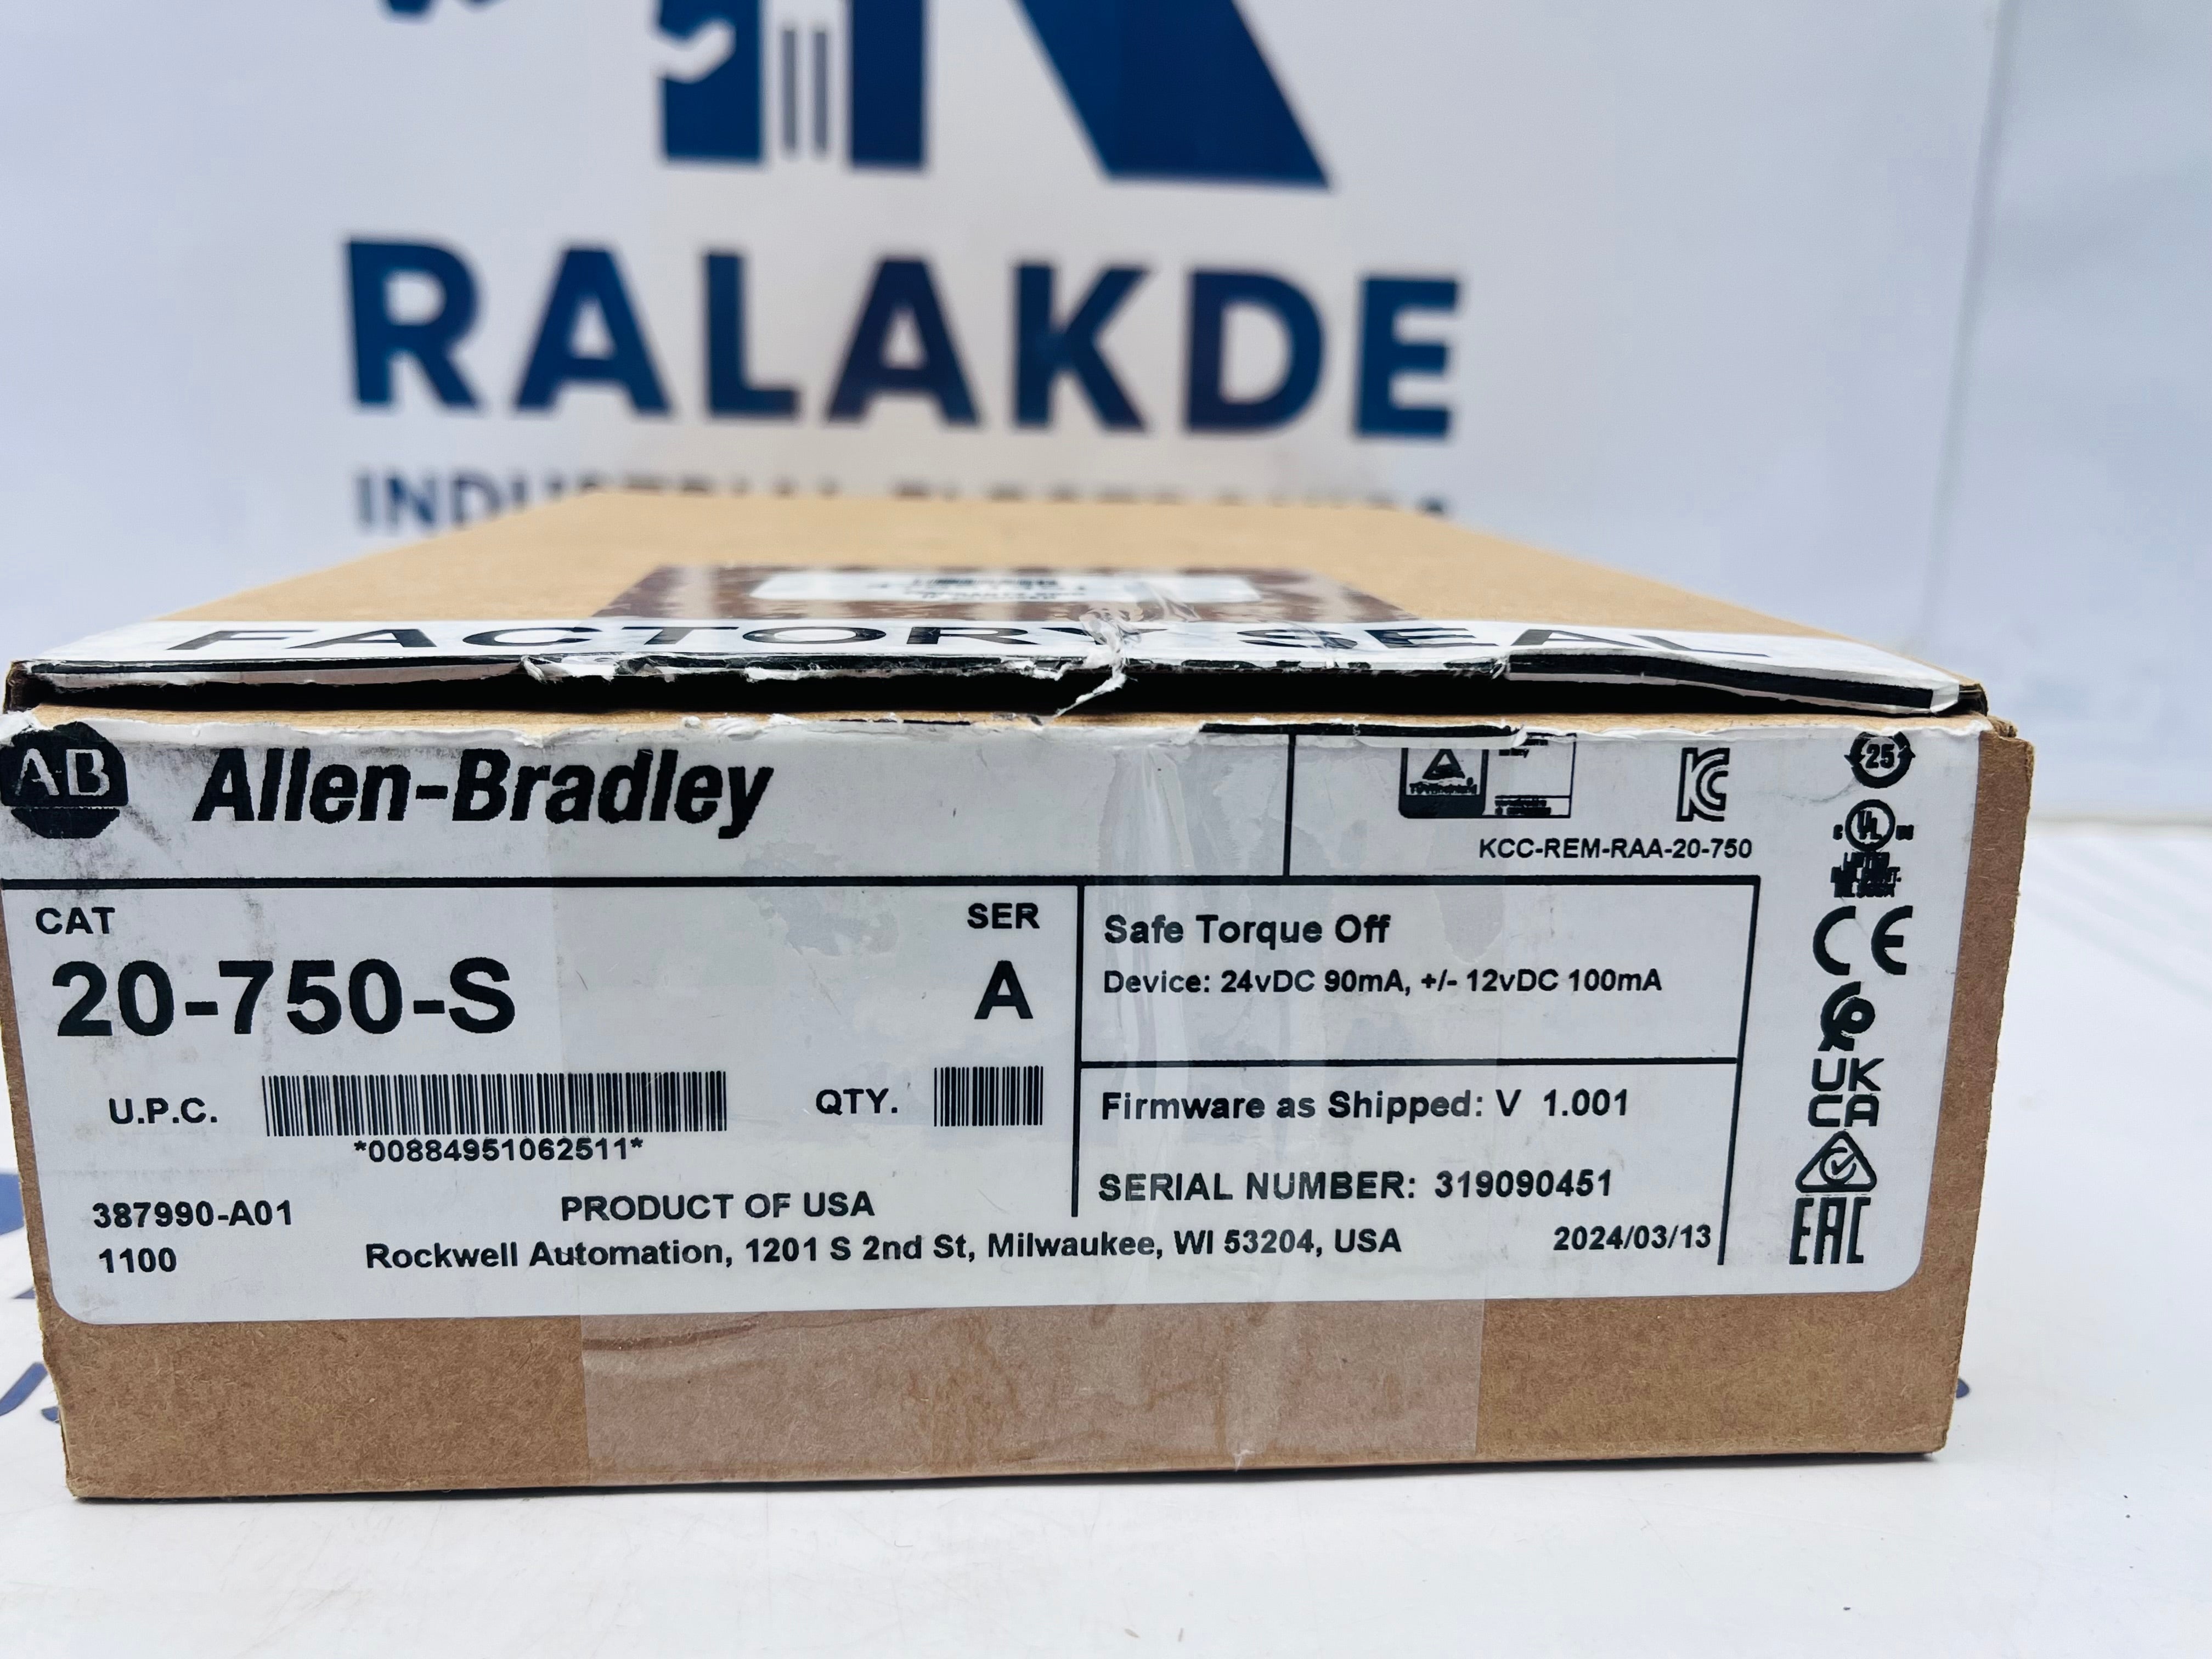 RALAKDE
FACTORY SEAL
AB Allen-Bradley
25
KCC-REM-RAA-20-750
UL
CAT
SER
20-750-S
A
Safe Torque Off
Device: 24vDC 90mA, +/- 12vDC 100mA
U.P.C.
*00884951062511*
QTY.
Firmware as Shipped: V 1.001
SERIAL NUMBER: 319090451
2024/03/13
387990-A01
1100
PRODUCT OF USA
Rockwell Automation, 1201 S 2nd St, Milwaukee, WI 53204, USA
CE
UK
CA
EAC